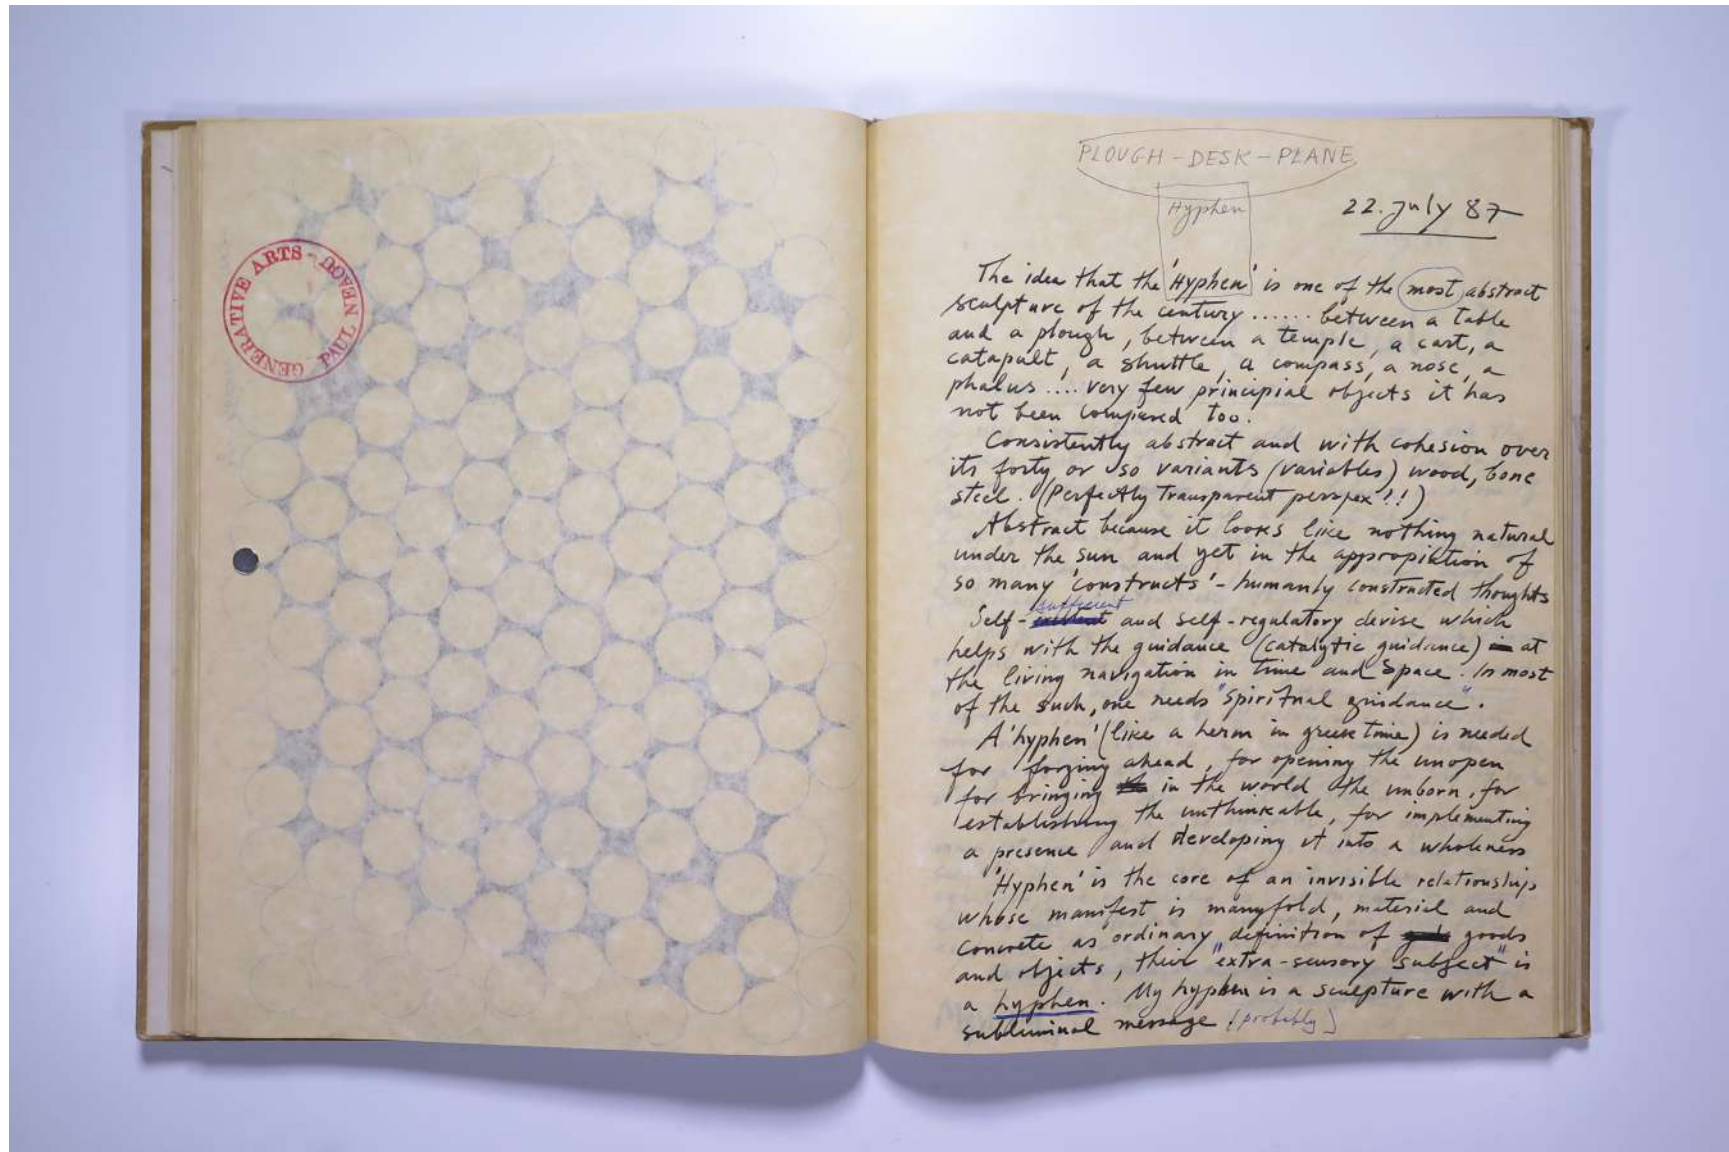 GENERATIVE ARTS - PAUL NEAGU
PLOUGH - DESK - PLANE
Hyphen
22. July 87
The idea that the 'Hyphen' is one of the most abstract
sculpture of the century ...... between a table
and a plough, between a temple, a cart, a
catapult, a shuttle, a compass, a nose, a
phalus .... very few principial objects it has
not been compared too.
Consistently abstract and with cohesion over
its forty or so variants (variables) wood, bone
steel. (Perfectly Transparent perspex!!)
Abstract because it looks like nothing natural
under the sun and yet in the appropiation of
so many 'constructs' - humanly constructed thoughts
sufficient
Self- and self-regulatory devise which
helps with the guidance (catalytic guidance) at
the living navigation in time and space. In most
of the such, one needs "spiritual guidance".
A 'hyphen' (like a herm in greek time) is needed
for forging ahead, for opening the unopen
for bringing in the world the unborn, for
establishing the unthinkable, for implementing
a presence and developing it into a wholeness
'Hyphen' is the core of an invisible relationship
whose manifest is manyfold, material and
concrete as ordinary definition of goods
and objects, their "extra-sensory subject" is
a hyphen. My hyphen is a sculpture with a
subliminal message (probably)